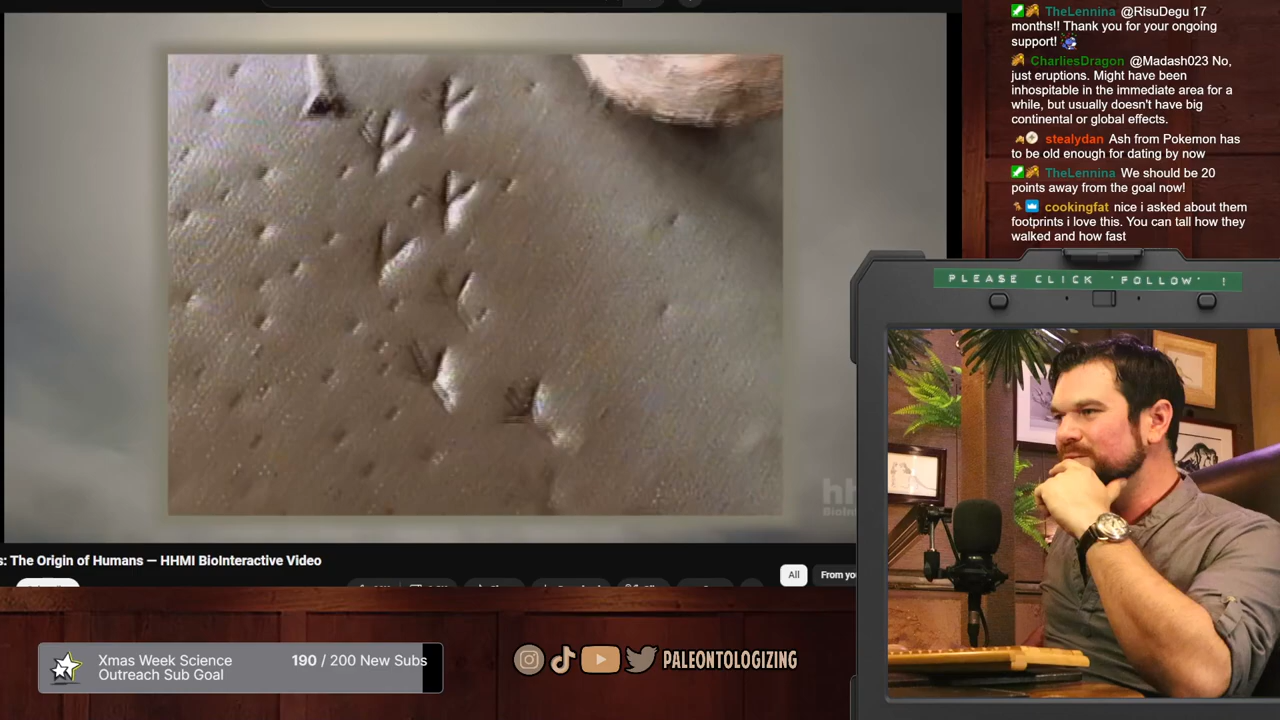 TheLennina @RisuDegu 17
months!! Thank you for your ongoing
support!
CharliesDragon @Madash023 No,
just eruptions. Might have been
inhospitable in the immediate area for a
while, but usually doesn't have big
continental or global effects.
stealydan Ash from Pokemon has
to be old enough for dating by now
TheLennina We should be 20
points away from the goal now!
cookingfat nice i asked about them
footprints i love this. You can tall how they
walked and how fast
PLEASE CLICK 'FOLLOW' !
hh
BioInte
s: The Origin of Humans — HHMI BioInteractive Video
All From yo
Xmas Week Science 190 / 200 New Subs
Outreach Sub Goal
PALEONTOLOGIZING